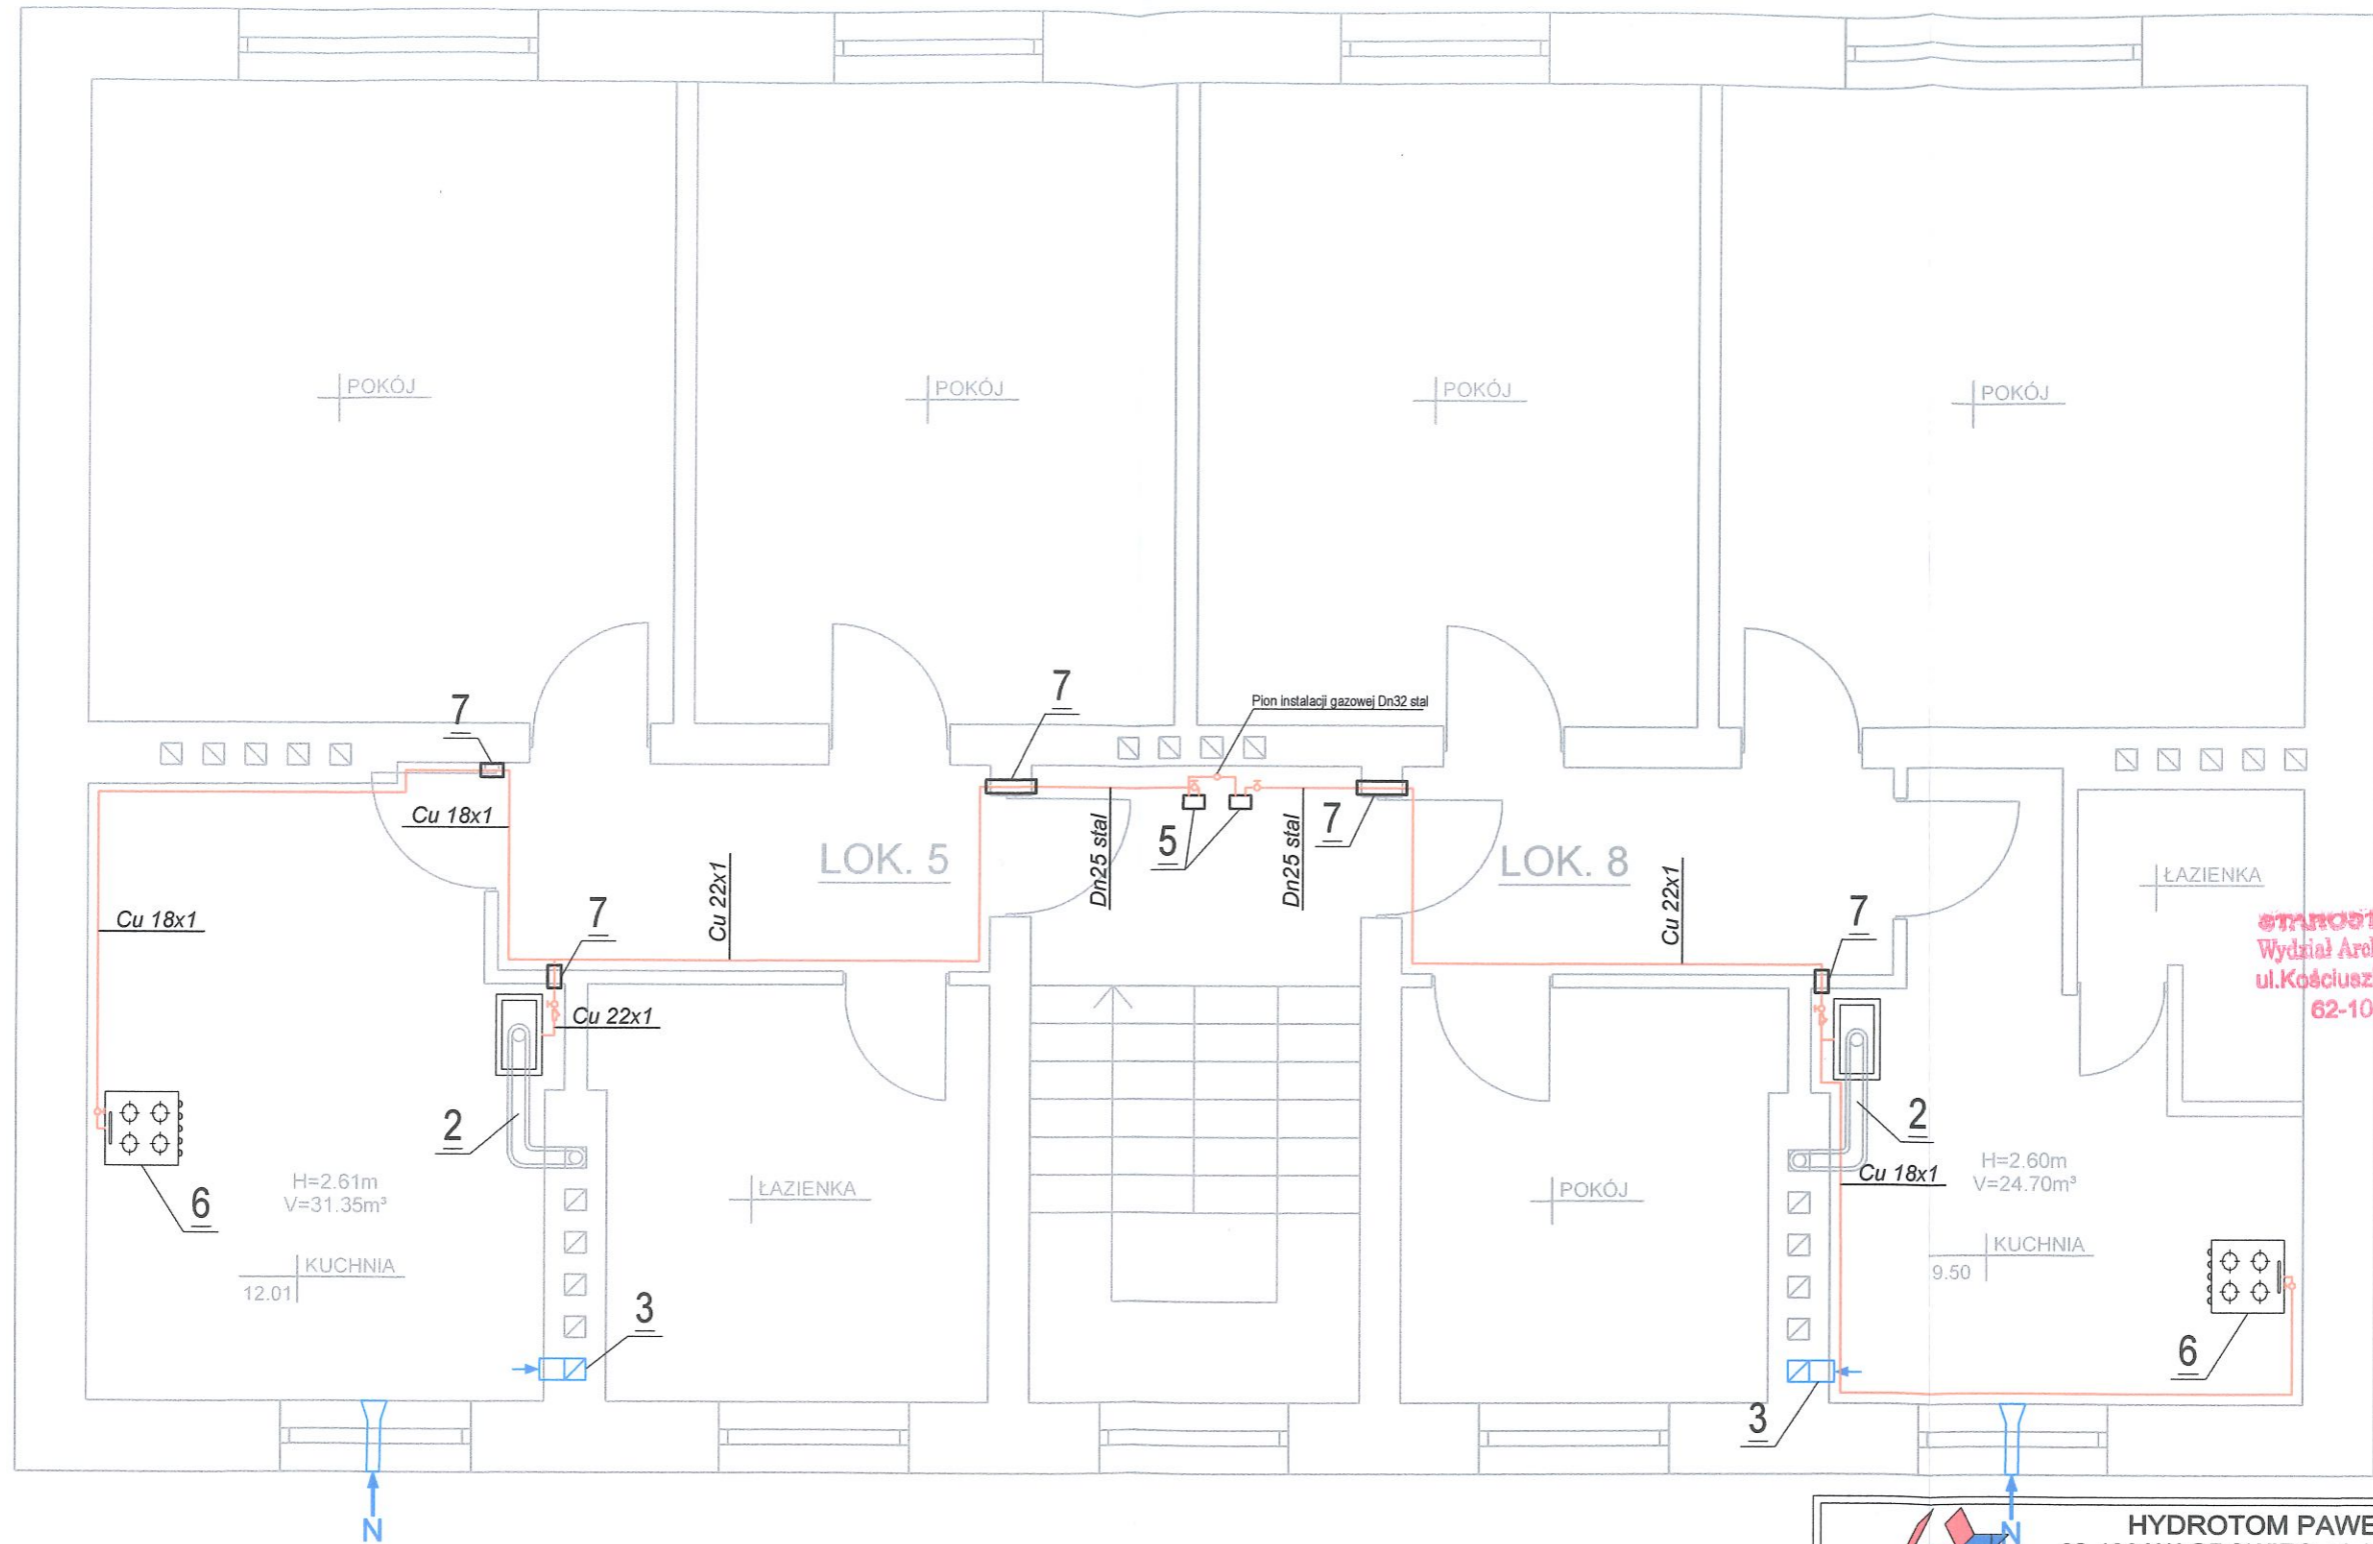 POKÓJ
POKÓJ
POKÓJ
POKÓJ
7
7
Pion instalacji gazowej Dn32 stal
Cu 18x1
Cu 18x1
LOK. 5
Cu 22x1
Dn25 stal
5
Dn25 stal
7
LOK. 8
Cu 22x1
ŁAZIENKA
7
7
Wydział
ul.
62-10
Cu 22x1
2
2
H=2.61m
V=31.35m³
6
ŁAZIENKA
POKÓJ
Cu 18x1
H=2.60m
V=24.70m³
KUCHNIA
12.01
KUCHNIA
9.50
3
6
3
N
N
HYDROTOM